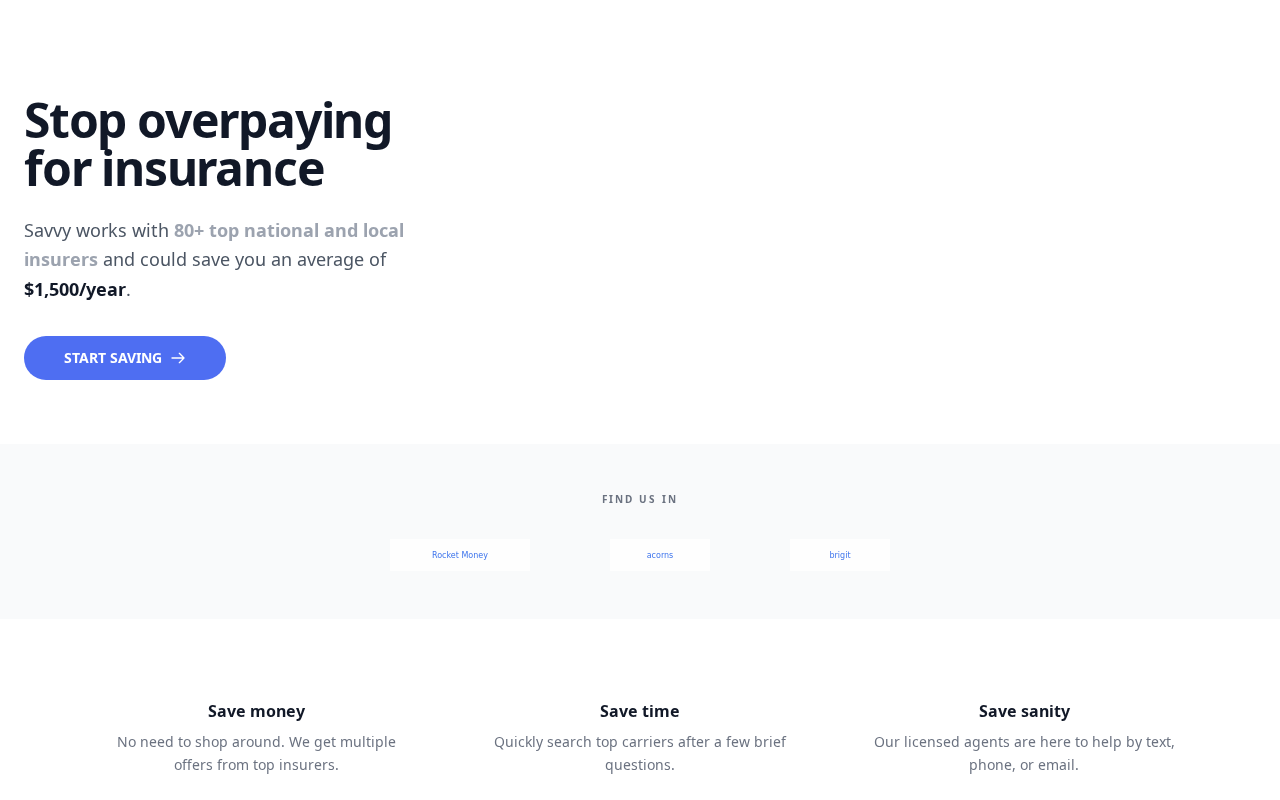 Stop overpaying
for insurance
Savvy works with 80+ top national and local
insurers and could save you an average of
$1,500/year.
START SAVING →
FIND US IN
Rocket Money
acorns
brigit
Save money
No need to shop around. We get multiple
offers from top insurers.
Save time
Quickly search top carriers after a few brief
questions.
Save sanity
Our licensed agents are here to help by text,
phone, or email.